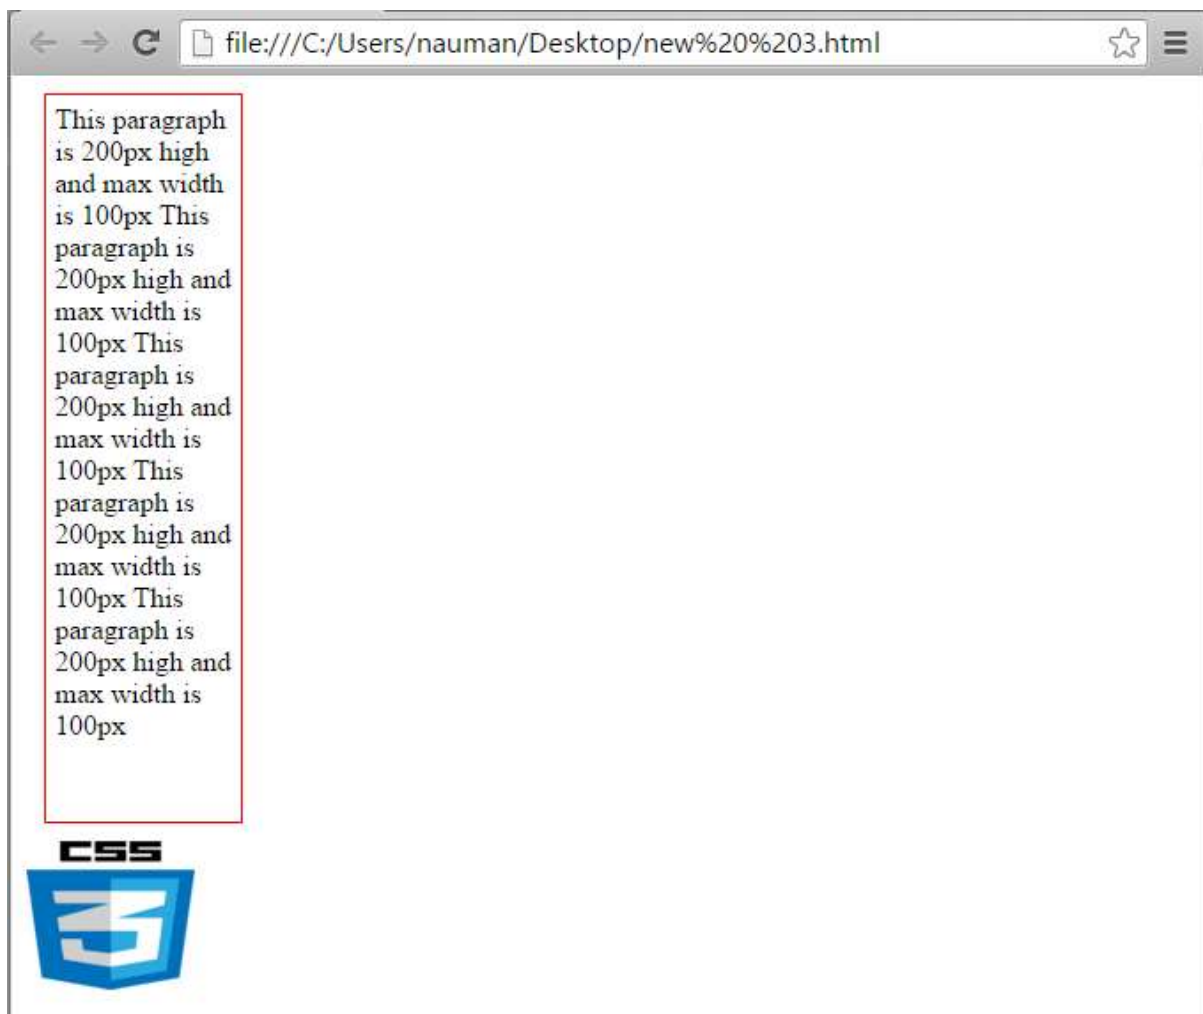 file:///C:/Users/nauman/Desktop/new%20%203.html
This paragraph
is 200px high
and max width
is 100px This
paragraph is
200px high and
max width is
100px This
paragraph is
200px high and
max width is
100px This
paragraph is
200px high and
max width is
100px This
paragraph is
200px high and
max width is
100px
CSS
3